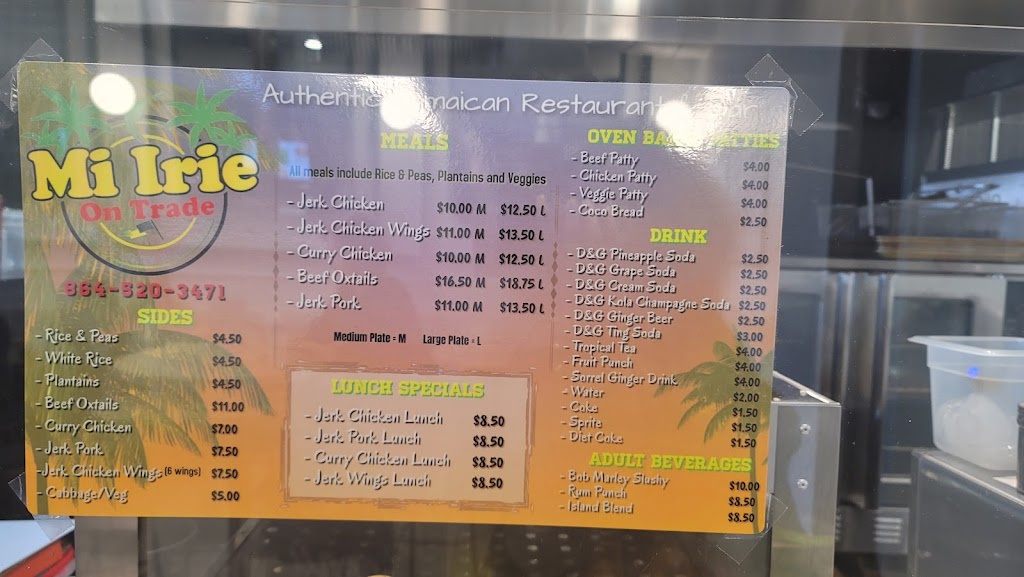 Authentic Jamaican Restaurant
Mi Irie
On Trade
864-520-3471
SIDES
- Rice & Peas $4.50
- White Rice $4.50
- Plantains $4.50
- Beef Oxtails $11.00
- Curry Chicken $7.00
- Jerk Pork $7.50
- Jerk Chicken Wings (6 wings) $7.50
- Cabbage/Veg $5.00
MEALS
All meals include Rice & Peas, Plantains and Veggies
- Jerk Chicken $10.00 M $12.50 L
- Jerk Chicken Wings $11.00 M $13.50 L
- Curry Chicken $10.00 M $12.50 L
- Beef Oxtails $16.50 M $18.75 L
- Jerk Pork $11.00 M $13.50 L
Medium Plate = M Large Plate = L
LUNCH SPECIALS
- Jerk Chicken Lunch $8.50
- Jerk Pork Lunch $8.50
- Curry Chicken Lunch $8.50
- Jerk Wings Lunch $8.50
OVEN BAKED PATTIES
- Beef Patty $4.00
- Chicken Patty $4.00
- Veggie Patty $4.00
- Coco Bread $2.50
DRINK
- D&G Pineapple Soda $2.50
- D&G Grape Soda $2.50
- D&G Cream Soda $2.50
- D&G Kola Champagne Soda $2.50
- D&G Ginger Beer $2.50
- D&G Ting Soda $3.00
- Tropical Tea $4.00
- Fruit Punch $4.00
- Sorrel Ginger Drink $4.00
- Water $2.00
- Coke $1.50
- Sprite $1.50
- Diet Coke $1.50
ADULT BEVERAGES
- Bob Marley Slushy $10.00
- Rum Punch $8.50
- Island Blend $8.50